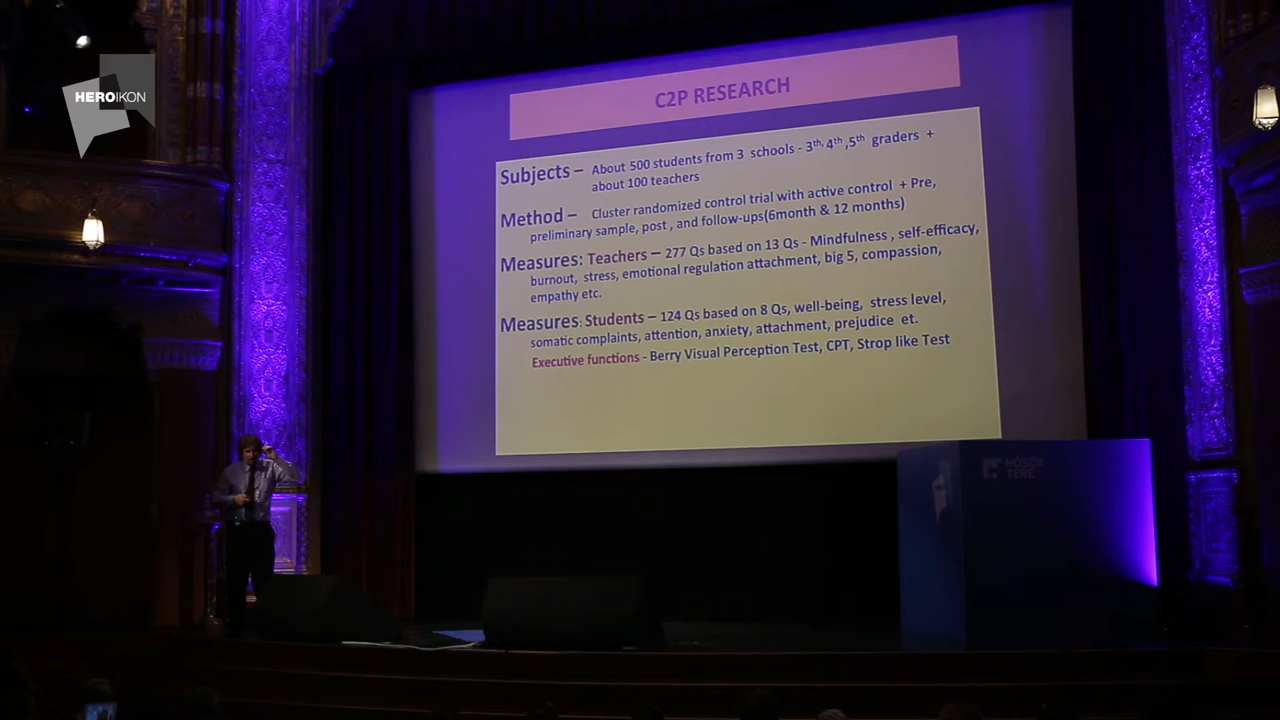 HEROIKON
C2P RESEARCH
Subjects – About 500 students from 3 schools - 3th, 4th ,5th graders +
about 100 teachers
Method – Cluster randomized control trial with active control + Pre,
preliminary sample, post , and follow-ups(6month & 12 months)
Measures: Teachers – 277 Qs based on 13 Qs - Mindfulness , self-efficacy,
burnout, stress, emotional regulation attachment, big 5, compassion,
empathy etc.
Measures: Students – 124 Qs based on 8 Qs, well-being, stress level,
somatic complaints, attention, anxiety, attachment, prejudice et.
Executive functions - Berry Visual Perception Test, CPT, Strop like Test
HŐSÖK
TERE